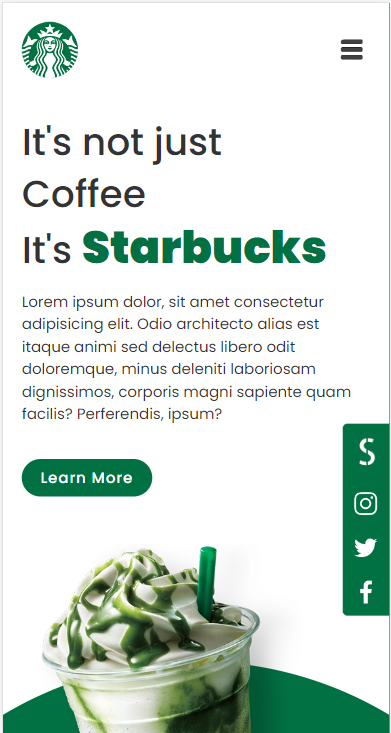 It's not just
Coffee
It's Starbucks
Lorem ipsum dolor, sit amet consectetur
adipisicing elit. Odio architecto alias est
itaque animi sed delectus libero odit
doloremque, minus deleniti laboriosam
dignissimos, corporis magni sapiente quam
facilis? Perferendis, ipsum?
Learn More